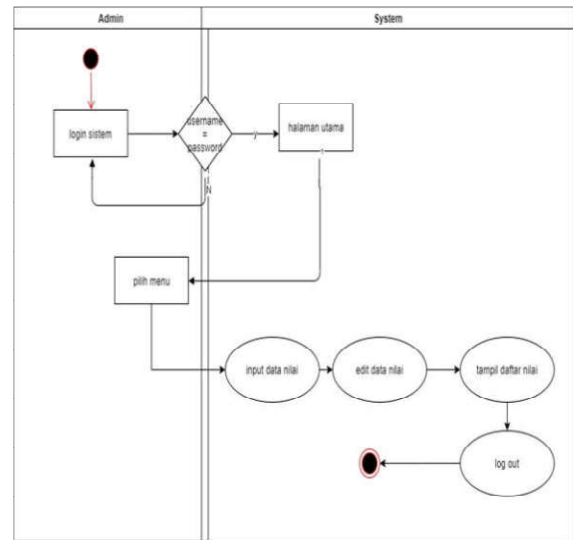 Admin
System
login sistem
username
=
password
y
halaman utama
N
pilih menu
input data nilai
edit data nilai
tampil daftar nilai
log out